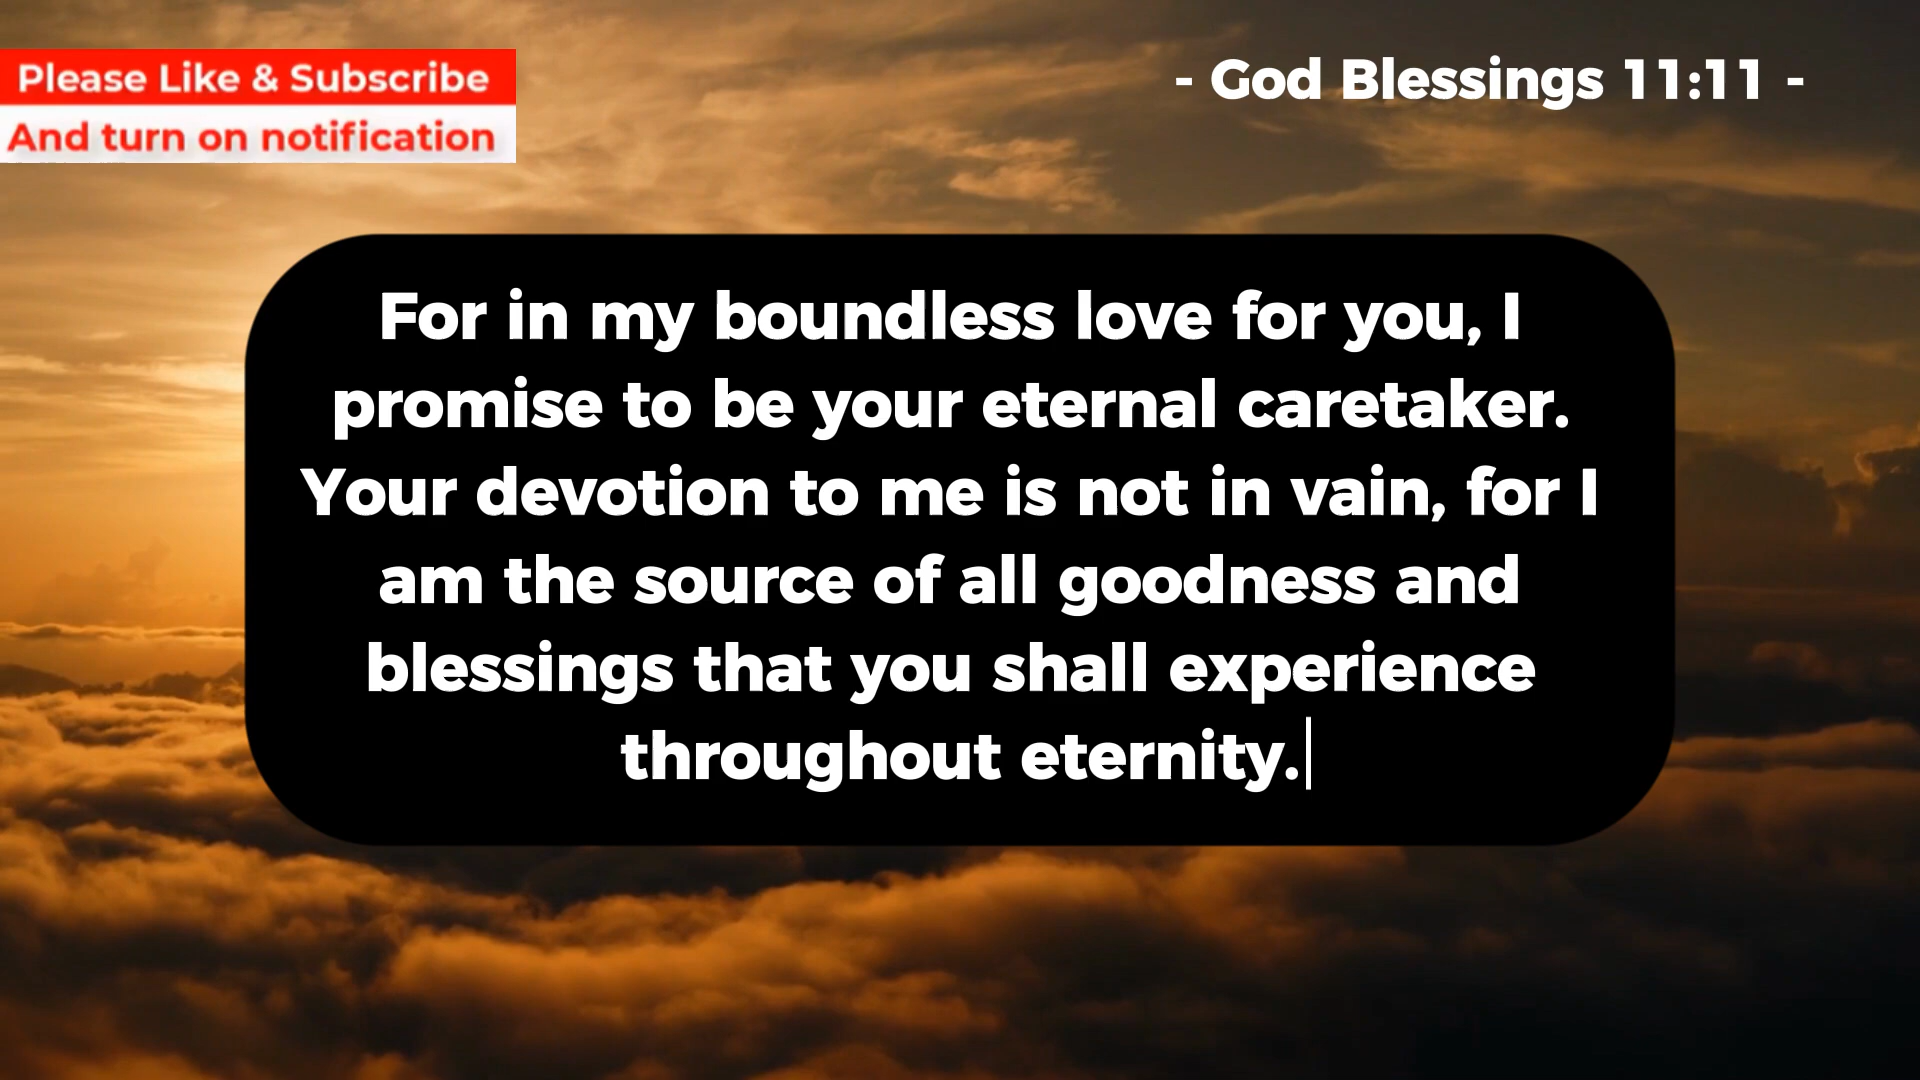 Please Like & Subscribe
And turn on notification
- God Blessings 11:11 -
For in my boundless love for you, I
promise to be your eternal caretaker.
Your devotion to me is not in vain, for I
am the source of all goodness and
blessings that you shall experience
throughout eternity.